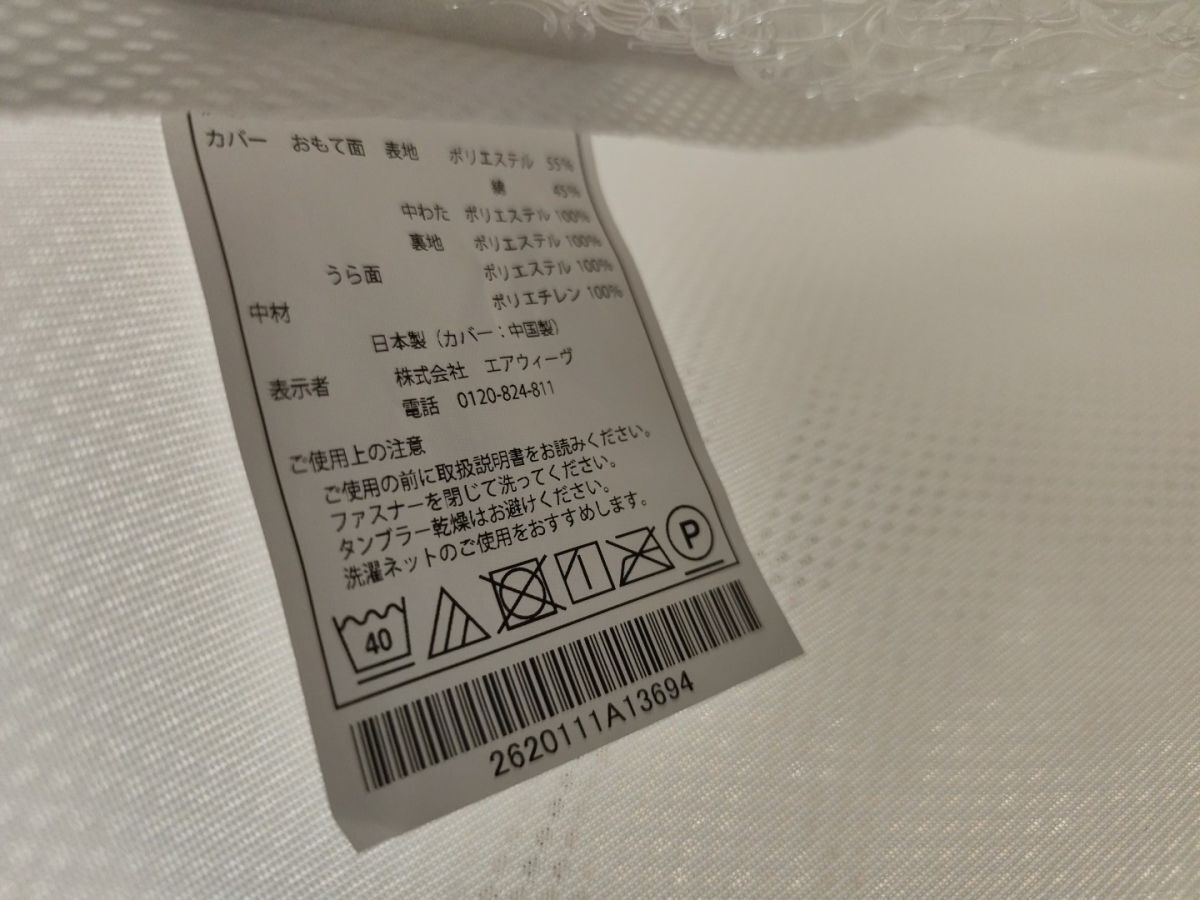 カバー おもて面 表地 ポリエステル 55%
綿 45%
中わた ポリエステル 100%
裏地 ポリエステル 100%
うら面 ポリエステル 100%
中材 ポリエチレン 100%
日本製（カバー：中国製）
表示者 株式会社 エアウィーヴ
電話 0120-824-811
ご使用上の注意
ご使用の前に取扱説明書をお読みください。
ファスナーを閉じて洗ってください。
タンブラー乾燥はお避けください。
洗濯ネットのご使用をおすすめします。
40 P
2620111A13694